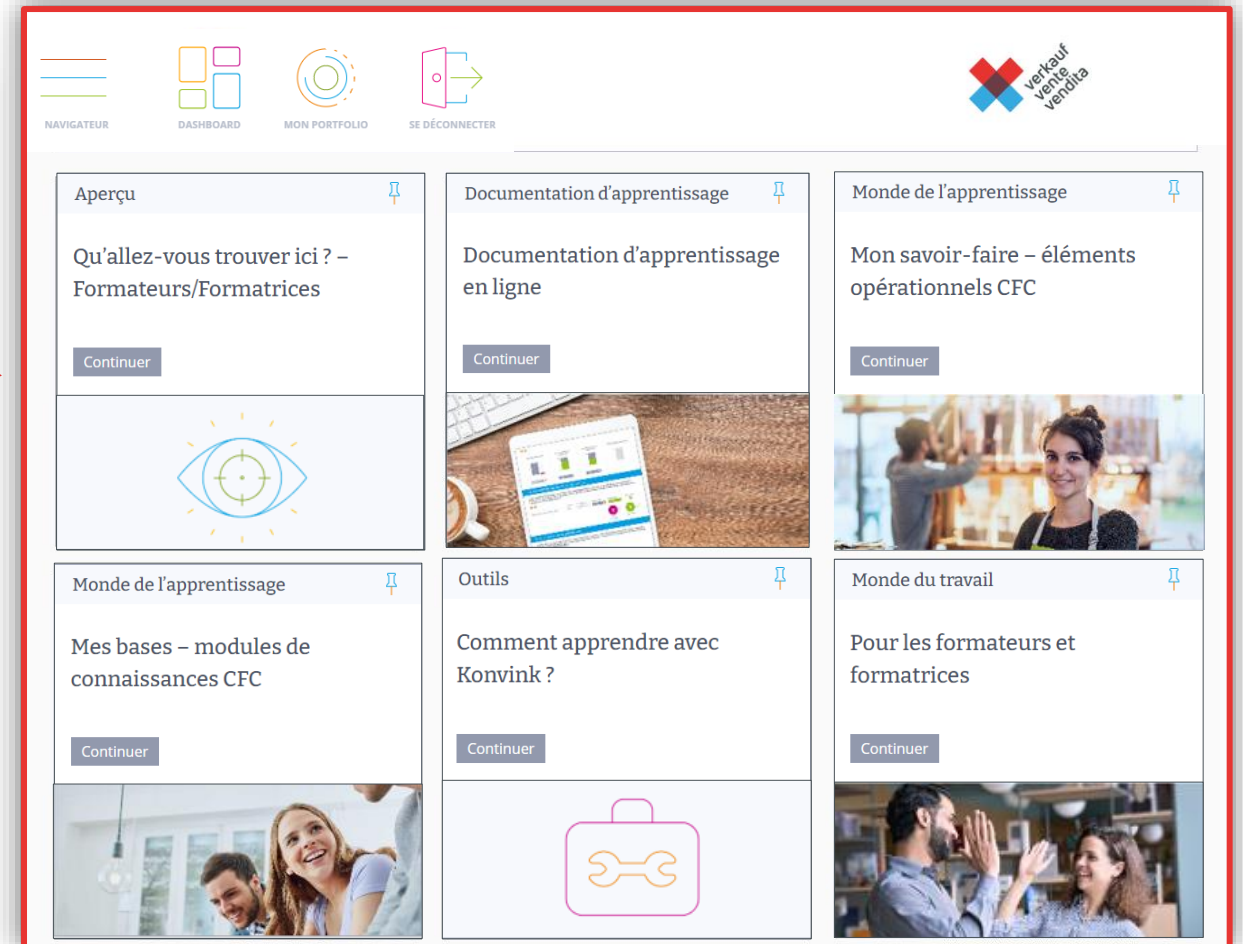 NAVIGATEUR
DASHBOARD
MON PORTFOLIO
SE DÉCONNECTER
verkauf
vente
vendita
Aperçu
Qu'allez-vous trouver ici ? –
Formateurs/Formatrices
Continuer
Documentation d'apprentissage
Documentation d'apprentissage
en ligne
Continuer
Monde de l'apprentissage
Mon savoir-faire – éléments
opérationnels CFC
Continuer
Monde de l'apprentissage
Mes bases – modules de
connaissances CFC
Continuer
Outils
Comment apprendre avec
Konvink ?
Continuer
Monde du travail
Pour les formateurs et
formatrices
Continuer